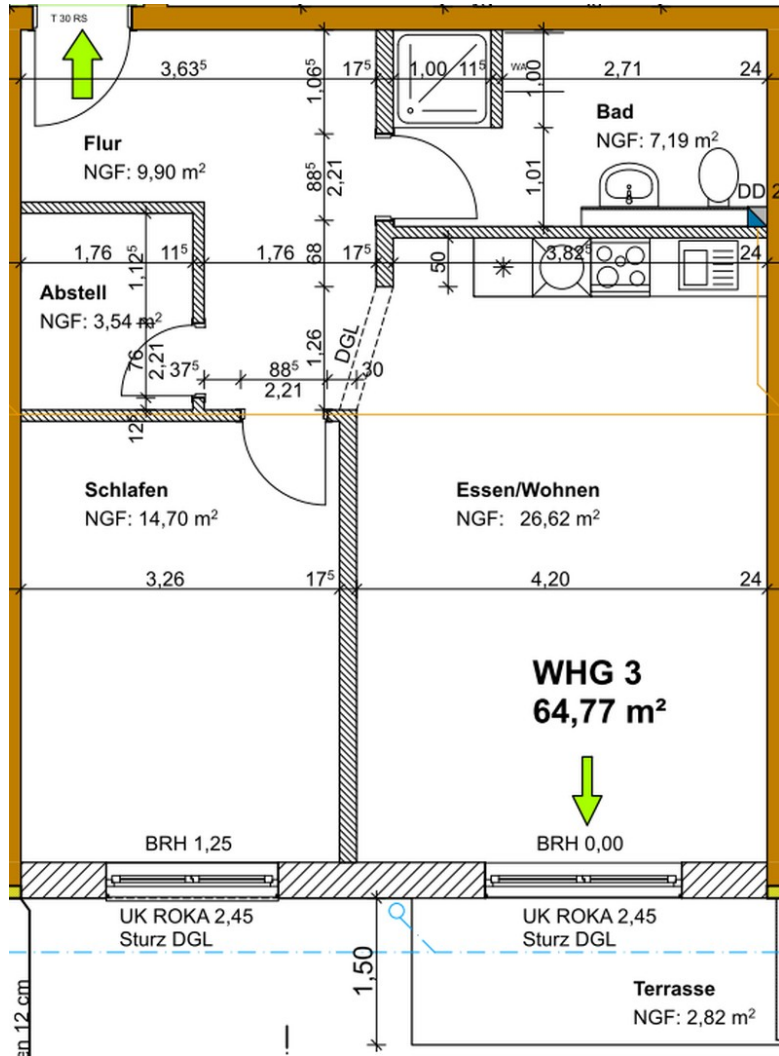 T 30 RS
3,63⁵
17⁵
1,00
11⁵
WA
1,00
2,71
24
1,06⁵
Bad
NGF: 7,19 m²
Flur
NGF: 9,90 m²
88⁵
2,21
1,01
DD 2
1,76
11⁵
1,76
17⁵
3,82⁵
24
1,12⁵
68
50
Abstell
NGF: 3,54 m²
76
2,21
37⁵
88⁵
2,21
1,26
DGL
30
12⁵
Schlafen
NGF: 14,70 m²
Essen/Wohnen
NGF: 26,62 m²
3,26
17⁵
4,20
24
WHG 3
64,77 m²
BRH 1,25
BRH 0,00
UK ROKA 2,45
Sturz DGL
UK ROKA 2,45
Sturz DGL
1,50
Terrasse
NGF: 2,82 m²
en 12 cm